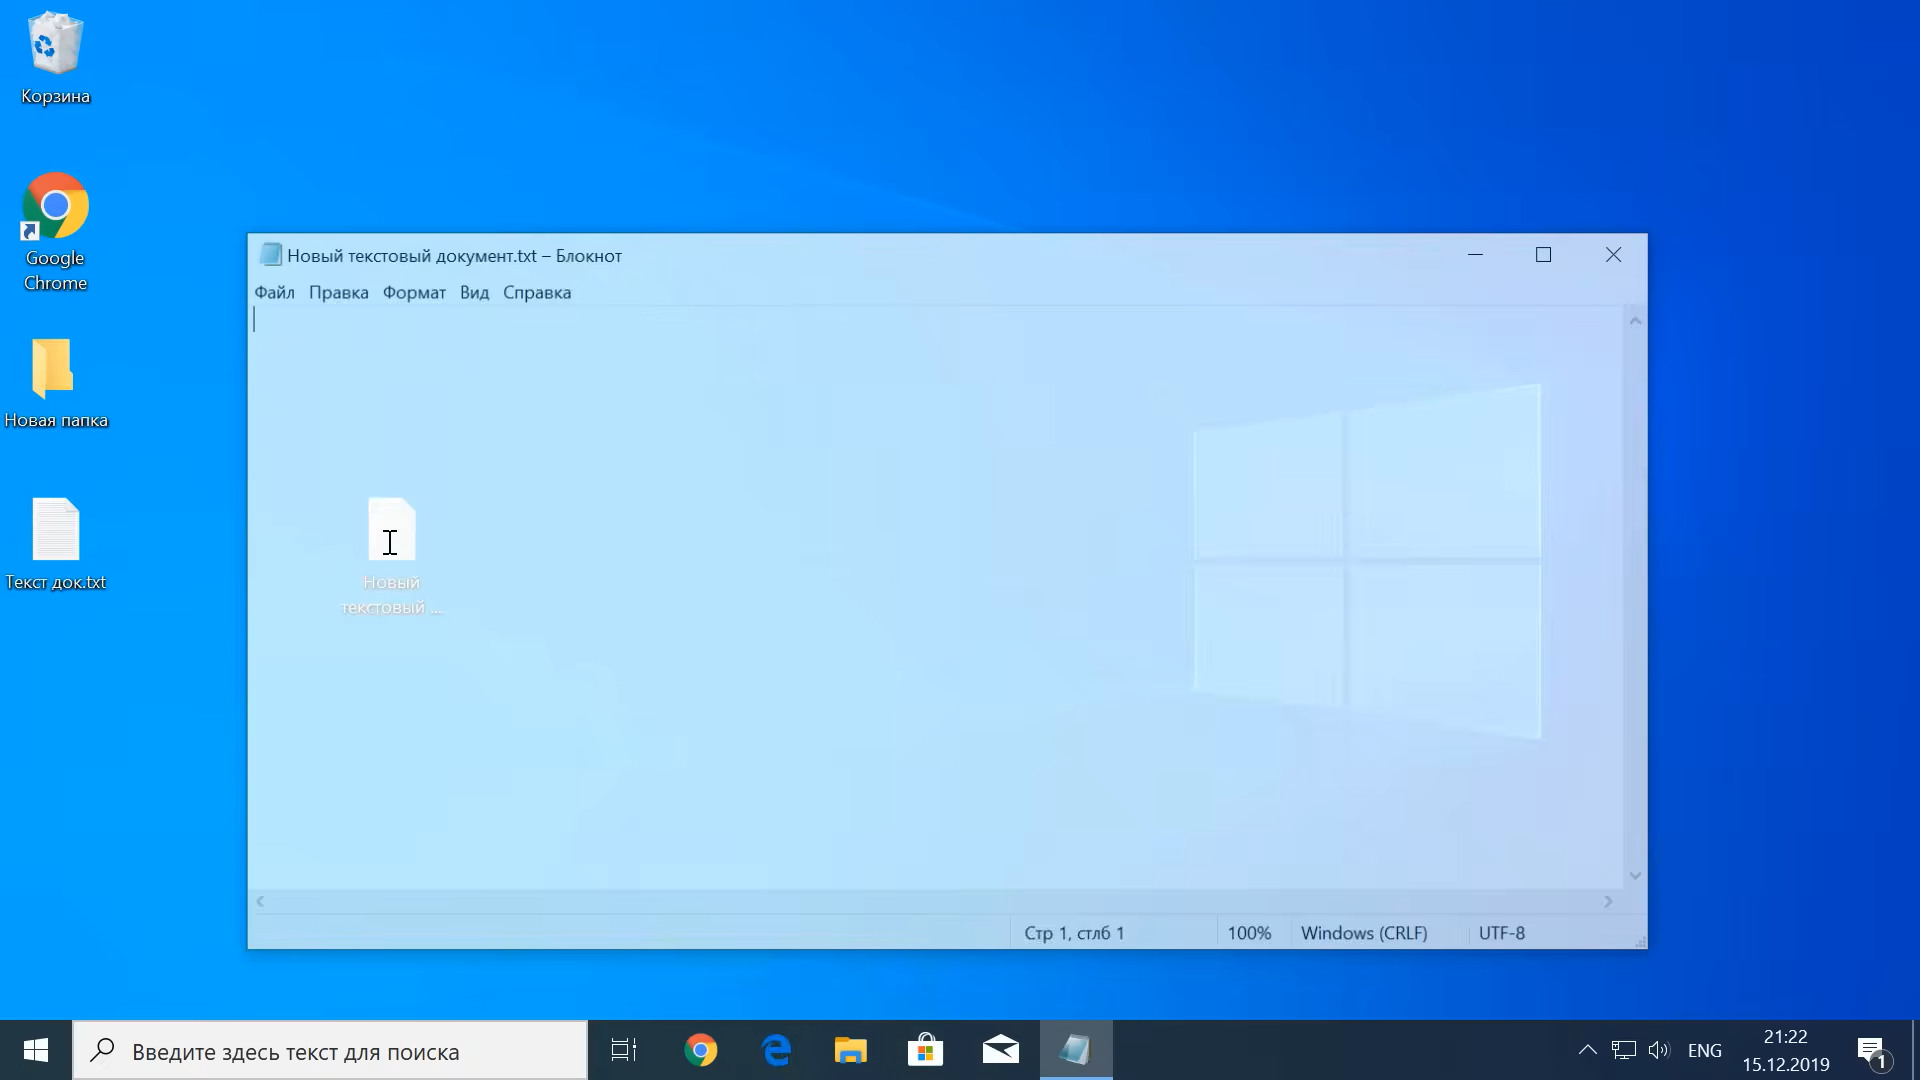 Корзина
Google
Chrome
Новая папка
Текст док.txt
Новый текстовый документ.txt – Блокнот
Файл Правка Формат Вид Справка
Новый
текстовый ...
Стр 1, стлб 1 100% Windows (CRLF) UTF-8
Введите здесь текст для поиска
ENG
21:22
15.12.2019
1